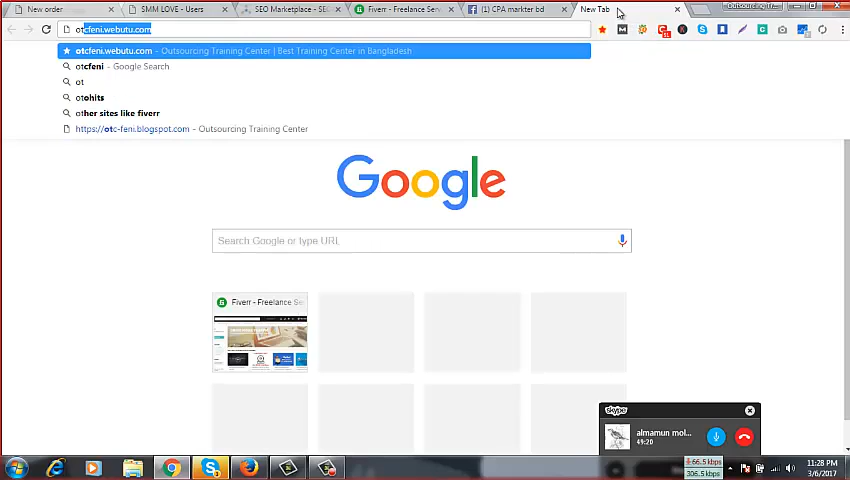 New order
SMM LOVE - Users
SEO Marketplace - SE
Fiverr - Freelance Serv
(1) CPA markter bd
New Tab
Outsourcing Tr...
otcfeni.webutu.com
otcfeni.webutu.com - Outsourcing Training Center | Best Training Center in Bangladesh
otcfeni - Google Search
ot
otohits
other sites like fiverr
https://otc-feni.blogspot.com - Outsourcing Training Center
Google
Search Google or type URL
Fiverr - Freelance Se
skype
almamun mol...
49:20
66.5 kbps
306.5 kbps
11:28 PM
3/6/2017